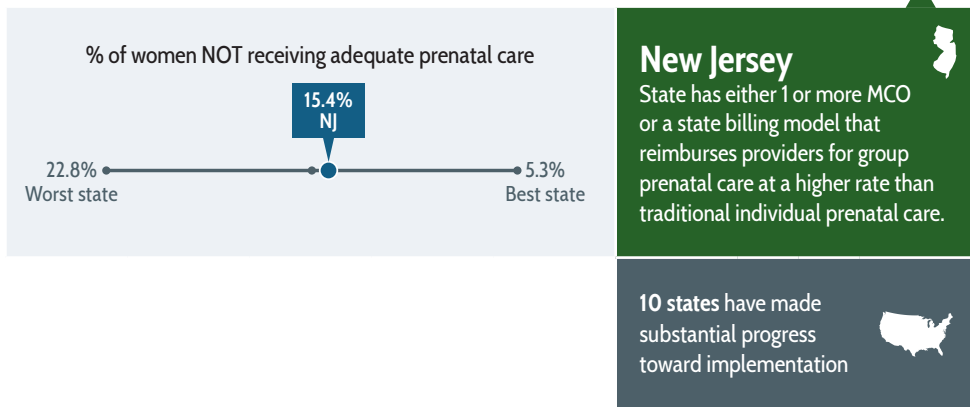 % of women NOT receiving adequate prenatal care
15.4%
NJ
22.8%
Worst state
5.3%
Best state
New Jersey
State has either 1 or more MCO
or a state billing model that
reimburses providers for group
prenatal care at a higher rate than
traditional individual prenatal care.
10 states have made
substantial progress
toward implementation